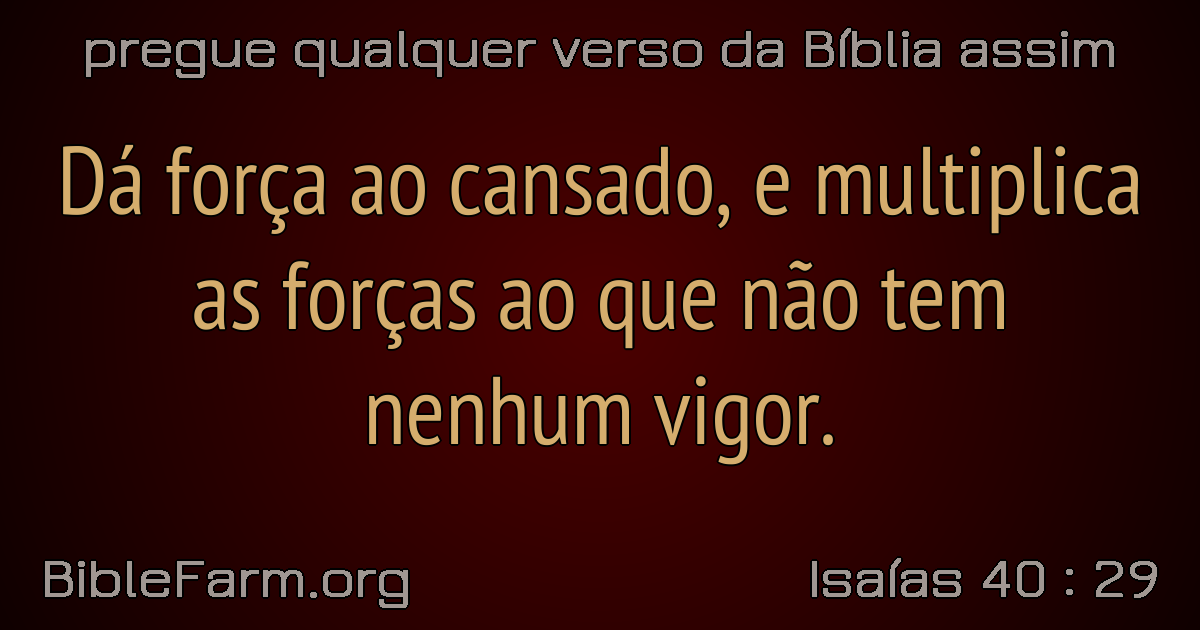 pregue qualquer verso da Bíblia assim
Dá força ao cansado, e multiplica
as forças ao que não tem
nenhum vigor.
BibleFarm.org
Isaías 40 : 29